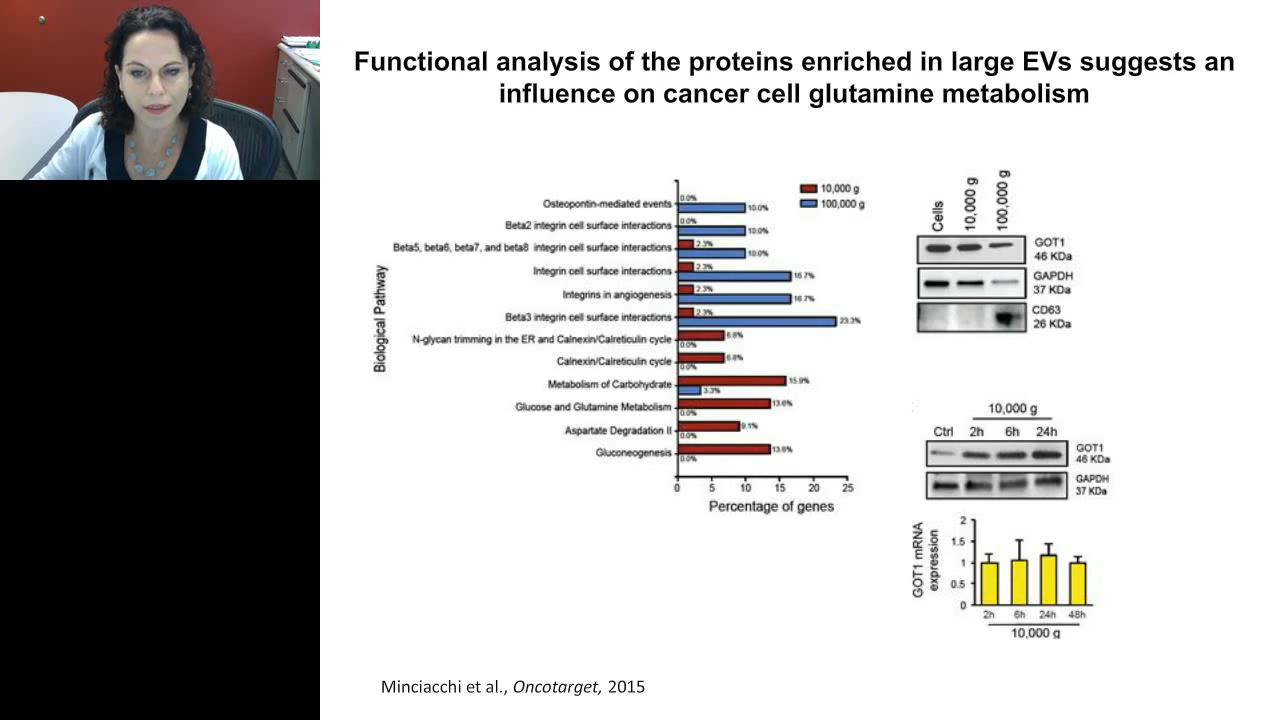 Functional analysis of the proteins enriched in large EVs suggests an
influence on cancer cell glutamine metabolism
10,000 g
100,000 g
Biological Pathway
Osteopontin-mediated events
0.0%
10.0%
Beta2 integrin cell surface interactions
0.0%
10.0%
Beta5, beta6, beta7, and beta8 integrin cell surface interactions
2.3%
10.0%
Integrin cell surface interactions
2.3%
16.7%
Integrins in angiogenesis
2.3%
16.7%
Beta3 integrin cell surface interactions
2.3%
23.3%
N-glycan trimming in the ER and Calnexin/Calreticulin cycle
6.8%
0.0%
Calnexin/Calreticulin cycle
6.8%
0.0%
Metabolism of Carbohydrate
15.9%
3.3%
Glucose and Glutamine Metabolism
13.6%
0.0%
Aspartate Degradation II
9.1%
0.0%
Gluconeogenesis
13.6%
0.0%
0 5 10 15 20 25
Percentage of genes
Cells
10,000 g
100,000 g
GOT1
46 KDa
GAPDH
37 KDa
CD63
26 KDa
10,000 g
Ctrl 2h 6h 24h
GOT1
46 KDa
GAPDH
37 KDa
GOT1 mRNA
expression
2
1.5
1
0.5
0
2h 6h 24h 48h
10,000 g
Minciacchi et al., Oncotarget, 2015